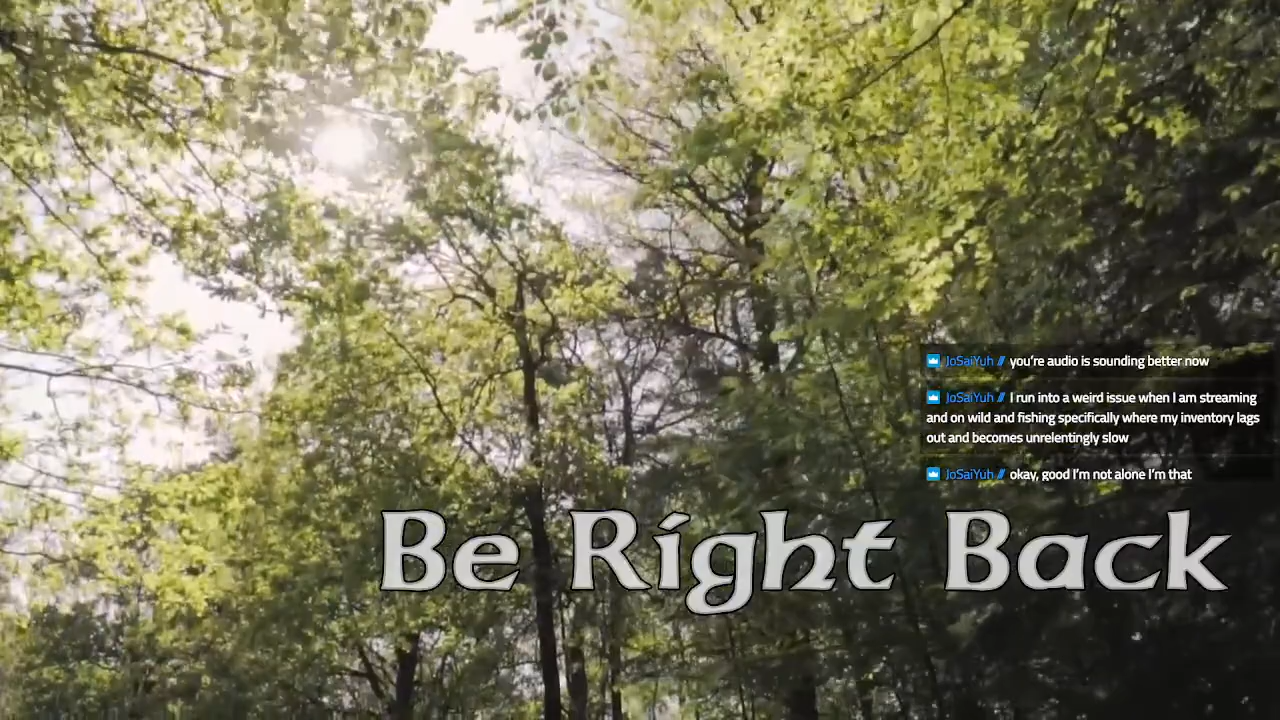 JoSaiYuh // you're audio is sounding better now
JoSaiYuh // I run into a weird issue when I am streaming
and on wild and fishing specifically where my inventory lags
out and becomes unrelentingly slow
JoSaiYuh // okay, good I'm not alone I'm that
Be Right Back